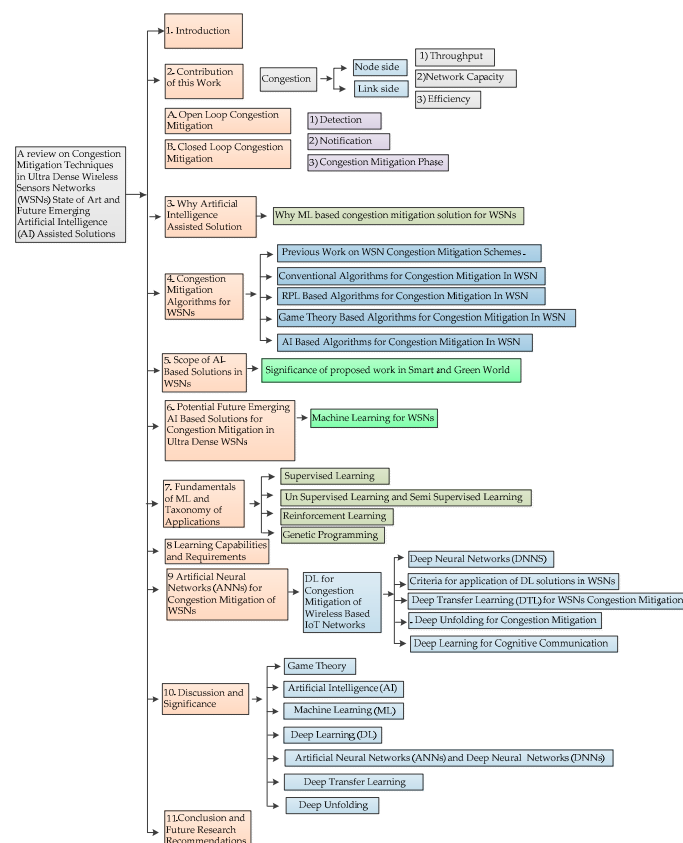 A review on Congestion
Mitigation Techniques
in Ultra Dense Wireless
Sensors Networks
(WSNs) State of Art and
Future Emerging
Artificial Intelligence
(AI) Assisted Solutions
1. Introduction
2. Contribution
of this Work
Congestion
Node side
Link side
1) Throughput
2)Network Capacity
3) Efficiency
A. Open Loop Congestion
Mitigation
B. Closed Loop Congestion
Mitigation
1) Detection
2) Notification
3) Congestion Mitigation Phase
3. Why Artificial
Intelligence
Assisted Solution
Why ML based congestion mitigation solution for WSNs
4. Congestion
Mitigation
Algorithms for
WSNs
Previous Work on WSN Congestion Mitigation Schemes.
Conventional Algorithms for Congestion Mitigation In WSN
RPL Based Algorithms for Congestion Mitigation In WSN
Game Theory Based Algorithms for Congestion Mitigation In WSN
AI Based Algorithms for Congestion Mitigation In WSN
5. Scope of AI-
Based Solutions in
WSNs
Significance of proposed work in Smart and Green World
6. Potential Future Emerging
AI Based Solutions for
Congestion Mitigation in
Ultra Dense WSNs
Machine Learning for WSNs
7. Fundamentals
of ML and
Taxonomy of
Applications
Supervised Learning
Un Supervised Learning and Semi Supervised Learning
Reinforcement Learning
Genetic Programming
8 Learning Capabilities
and Requirements
9 Artificial Neural
Networks (ANNs) for
Congestion Mitigation of
WSNs
DL for
Congestion
Mitigation of
Wireless Based
IoT Networks
Deep Neural Networks (DNNS)
Criteria for application of DL solutions in WSNs
Deep Transfer Learning (DTL) for WSNs Congestion Mitigation
. Deep Unfolding for Congestion Mitigation
Deep Learning for Cognitive Communication
10. Discussion and
Significance
Game Theory
Artificial Intelligence (AI)
Machine Learning (ML)
Deep Learning (DL)
Artificial Neural Networks (ANNs) and Deep Neural Networks (DNNs)
Deep Transfer Learning
Deep Unfolding
11.Conclusion and
Future Research
Recommendations